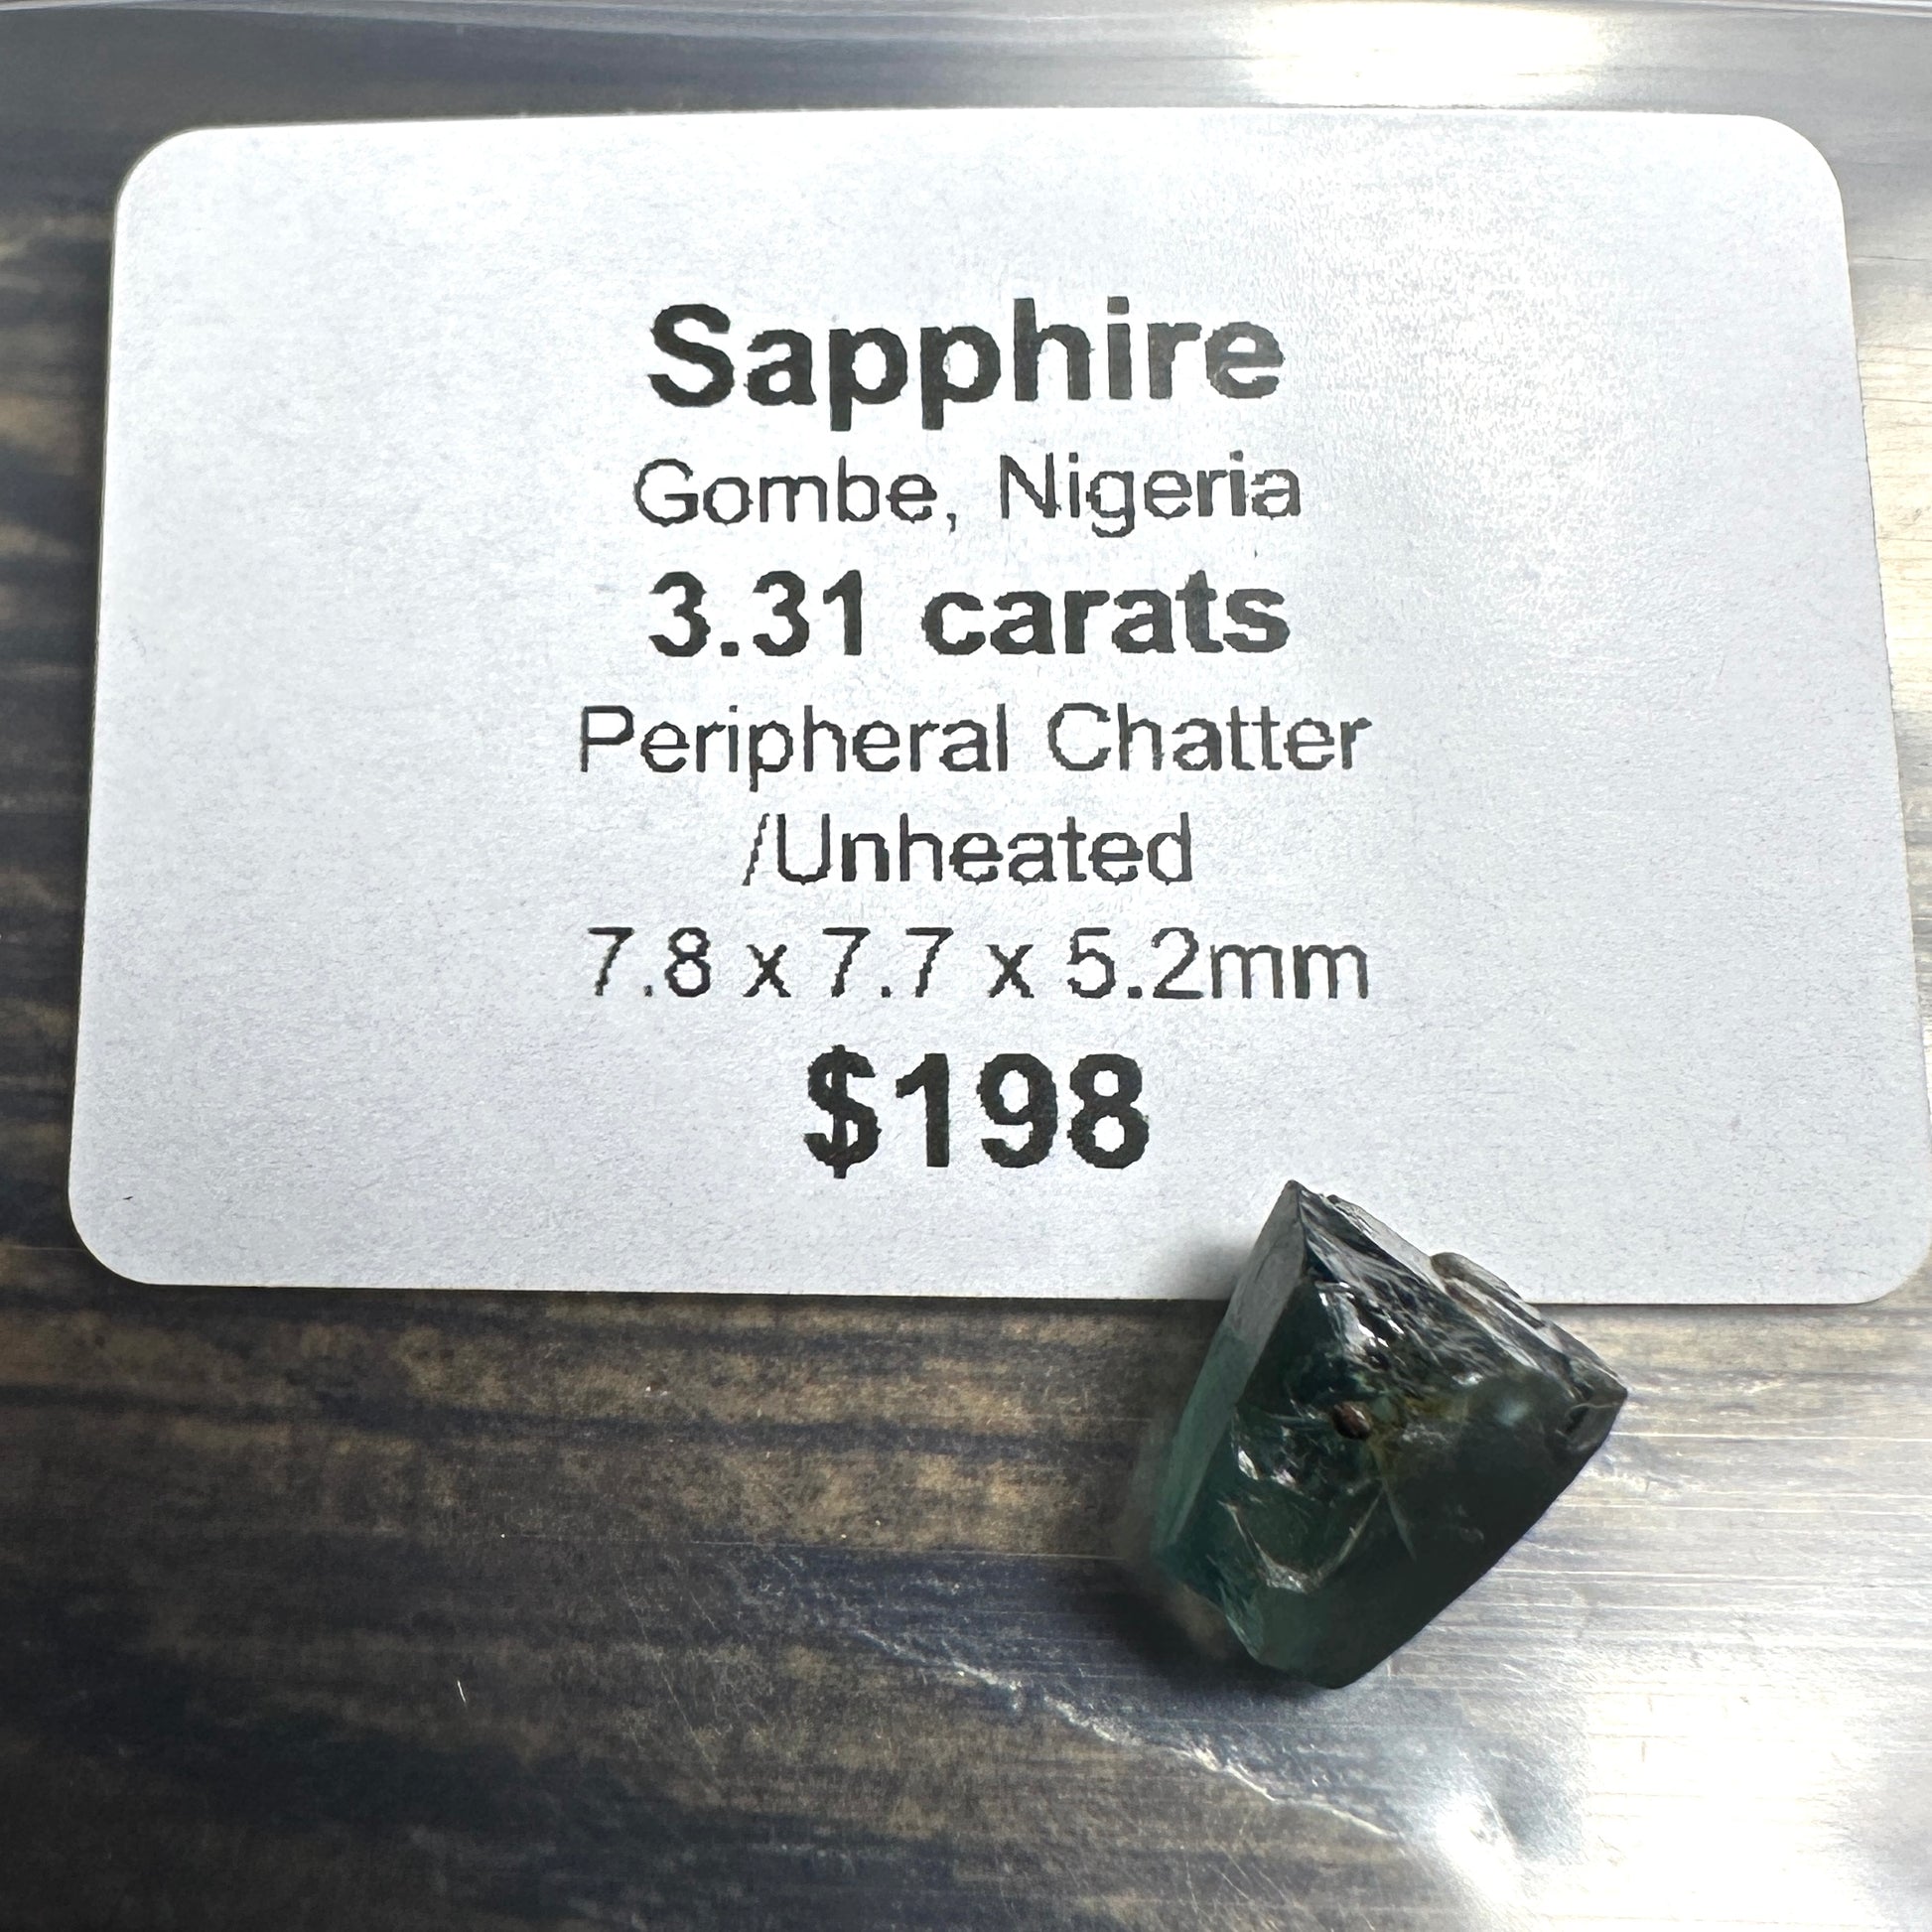 Sapphire
Gombe, Nigeria
3.31 carats
Peripheral Chatter
/Unheated
7.8 x 7.7 x 5.2mm
$198